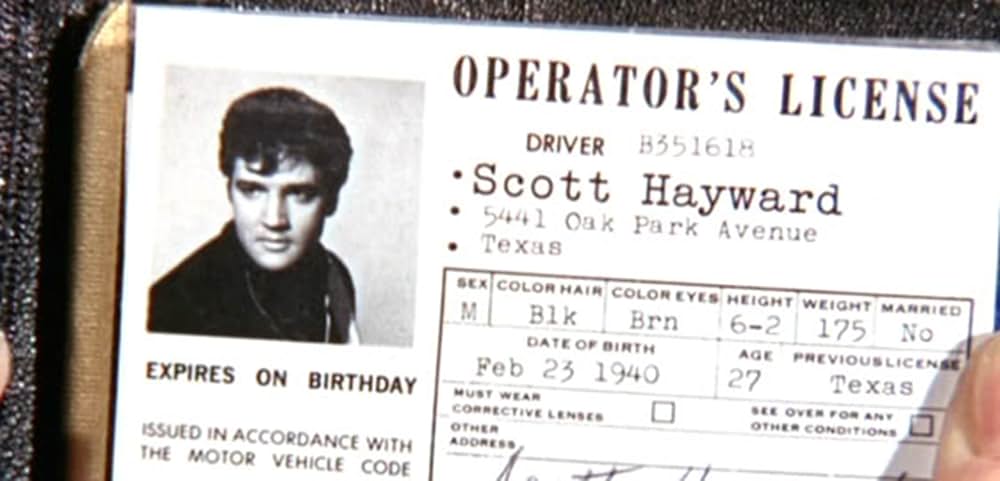 OPERATOR'S LICENSE
DRIVER B351618
Scott Hayward
5441 Oak Park Avenue
Texas
SEX COLOR HAIR COLOR EYES HEIGHT WEIGHT MARRIED
M Blk Brn 6-2 175 No
DATE OF BIRTH AGE PREVIOUS LICENSE
Feb 23 1940 27 Texas
MUST WEAR
CORRECTIVE LENSES
SEE OVER FOR ANY
OTHER CONDITIONS
OTHER
ADDRESS
EXPIRES ON BIRTHDAY
ISSUED IN ACCORDANCE WITH
THE MOTOR VEHICLE CODE